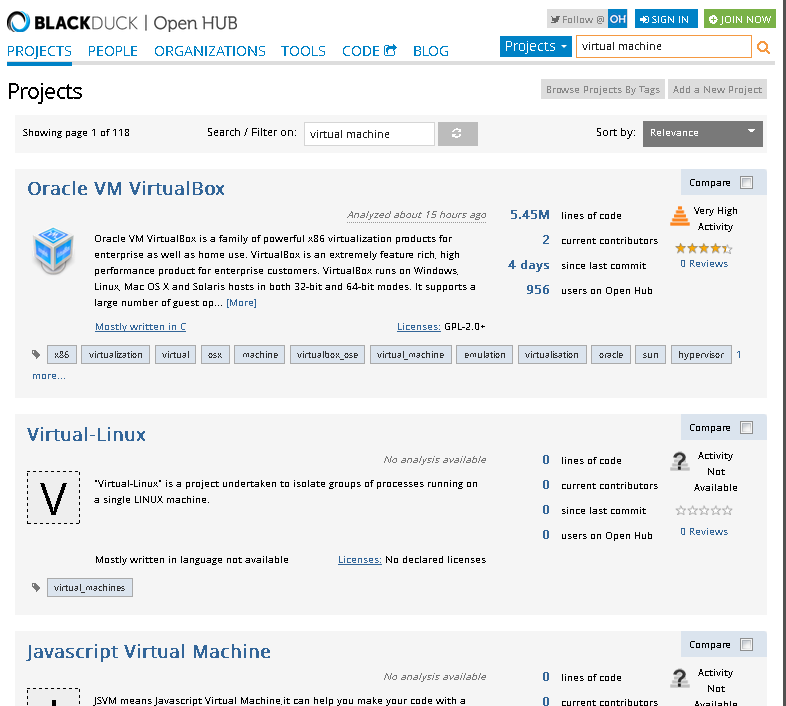 BLACKDUCK | Open HUB
Follow @ OH SIGN IN JOIN NOW
PROJECTS PEOPLE ORGANIZATIONS TOOLS CODE BLOG
Projects virtual machine
Projects
Browse Projects By Tags Add a New Project
Showing page 1 of 118 Search / Filter on: virtual machine Sort by: Relevance
Oracle VM VirtualBox
Compare
Analyzed about 15 hours ago
Oracle VM VirtualBox is a family of powerful x86 virtualization products for
enterprise as well as home use. VirtualBox is an extremely feature rich, high
performance product for enterprise customers. VirtualBox runs on Windows,
Linux, Mac OS X and Solaris hosts in both 32-bit and 64-bit modes. It supports a
large number of guest op... [More]
Mostly written in C Licenses: GPL-2.0+
5.45M lines of code
2 current contributors
4 days since last commit
956 users on Open Hub
Very High
Activity
0 Reviews
x86 virtualization virtual osx machine virtualbox_ose virtual_machine emulation virtualisation oracle sun hypervisor 1
more...
Virtual-Linux
Compare
No analysis available
"Virtual-Linux" is a project undertaken to isolate groups of processes running on
a single LINUX machine.
Mostly written in language not available Licenses: No declared licenses
0 lines of code
0 current contributors
0 since last commit
0 users on Open Hub
?
Activity
Not
Available
0 Reviews
virtual_machines
V
Javascript Virtual Machine
Compare
No analysis available
JSVM means Javascript Virtual Machine,it can help you make your code with a
0 lines of code
0 current contributors
?
Activity
Not
Available